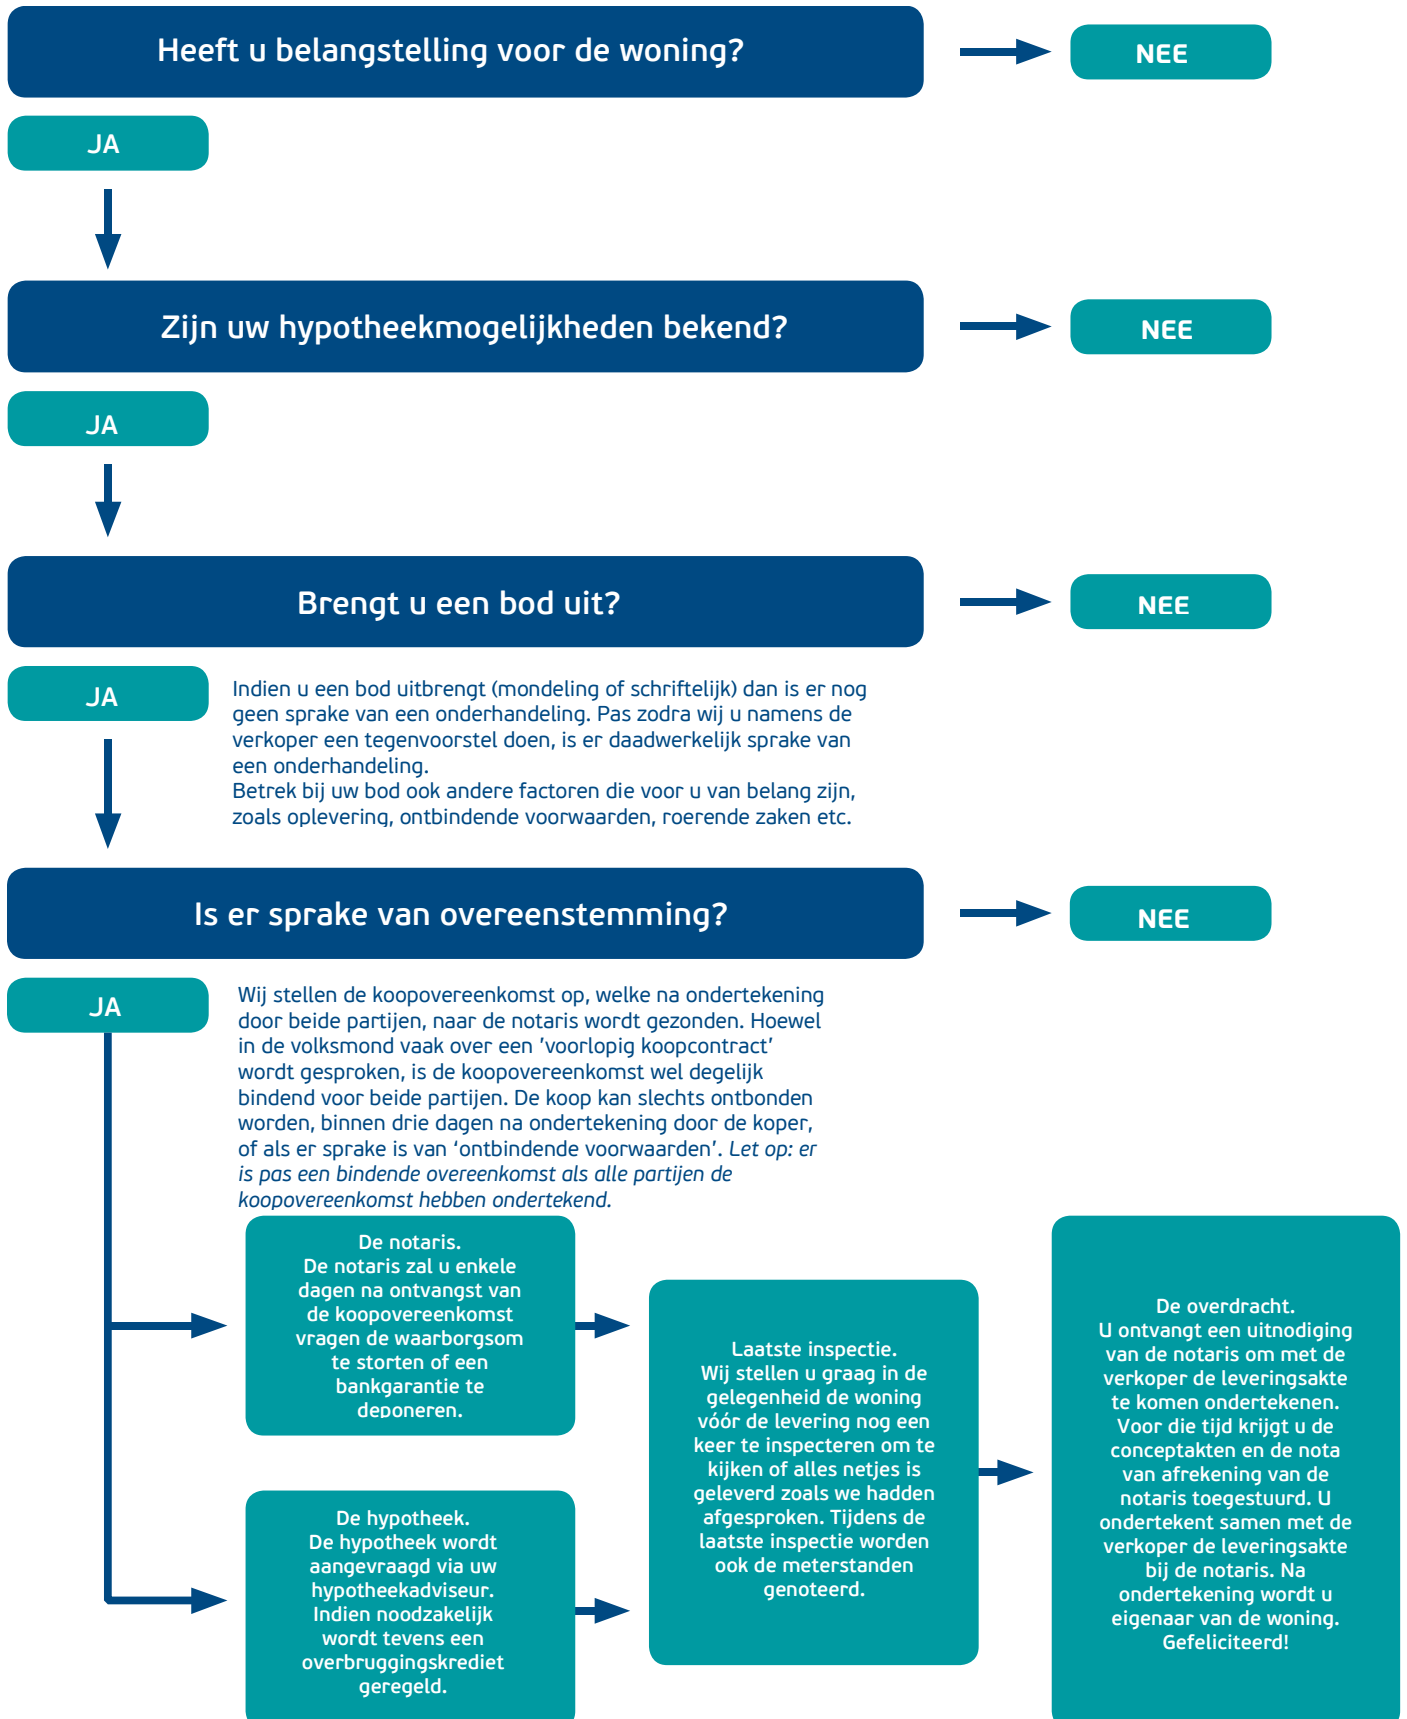 Heeft u belangstelling voor de woning?
NEE
JA
Zijn uw hypotheekmogelijkheden bekend?
NEE
JA
Brengt u een bod uit?
NEE
JA
Indien u een bod uitbrengt (mondeling of schriftelijk) dan is er nog
geen sprake van een onderhandeling. Pas zodra wij u namens de
verkoper een tegenvoorstel doen, is er daadwerkelijk sprake van
een onderhandeling.
Betrek bij uw bod ook andere factoren die voor u van belang zijn,
zoals oplevering, ontbindende voorwaarden, roerende zaken etc.
Is er sprake van overeenstemming?
NEE
JA
Wij stellen de koopovereenkomst op, welke na ondertekening
door beide partijen, naar de notaris wordt gezonden. Hoewel
in de volksmond vaak over een 'voorlopig koopcontract'
wordt gesproken, is de koopovereenkomst wel degelijk
bindend voor beide partijen. De koop kan slechts ontbonden
worden, binnen drie dagen na ondertekening door de koper,
of als er sprake is van ‘ontbindende voorwaarden’. Let op: er
is pas een bindende overeenkomst als alle partijen de
koopovereenkomst hebben ondertekend.
De notaris.
De notaris zal u enkele
dagen na ontvangst van
de koopovereenkomst
vragen de waarborgsom
te storten of een
bankgarantie te
deponeren.
De hypotheek.
De hypotheek wordt
aangevraagd via uw
hypotheekadviseur.
Indien noodzakelijk
wordt tevens een
overbruggingskrediet
geregeld.
Laatste inspectie.
Wij stellen u graag in de
gelegenheid de woning
vóór de levering nog een
keer te inspecteren om te
kijken of alles netjes is
geleverd zoals we hadden
afgesproken. Tijdens de
laatste inspectie worden
ook de meterstanden
genoteerd.
De overdracht.
U ontvangt een uitnodiging
van de notaris om met de
verkoper de leveringsakte
te komen ondertekenen.
Voor die tijd krijgt u de
conceptakten en de nota
van afrekening van de
notaris toegestuurd. U
ondertekent samen met de
verkoper de leveringsakte
bij de notaris. Na
ondertekening wordt u
eigenaar van de woning.
Gefeliciteerd!